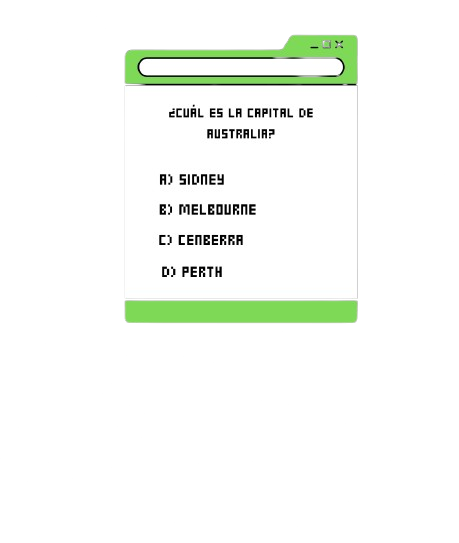 ¿CUÁL ES LA CAPITAL DE
AUSTRALIA?
A) SIDNEY
B) MELBOURNE
C) CENBERRA
D) PERTH